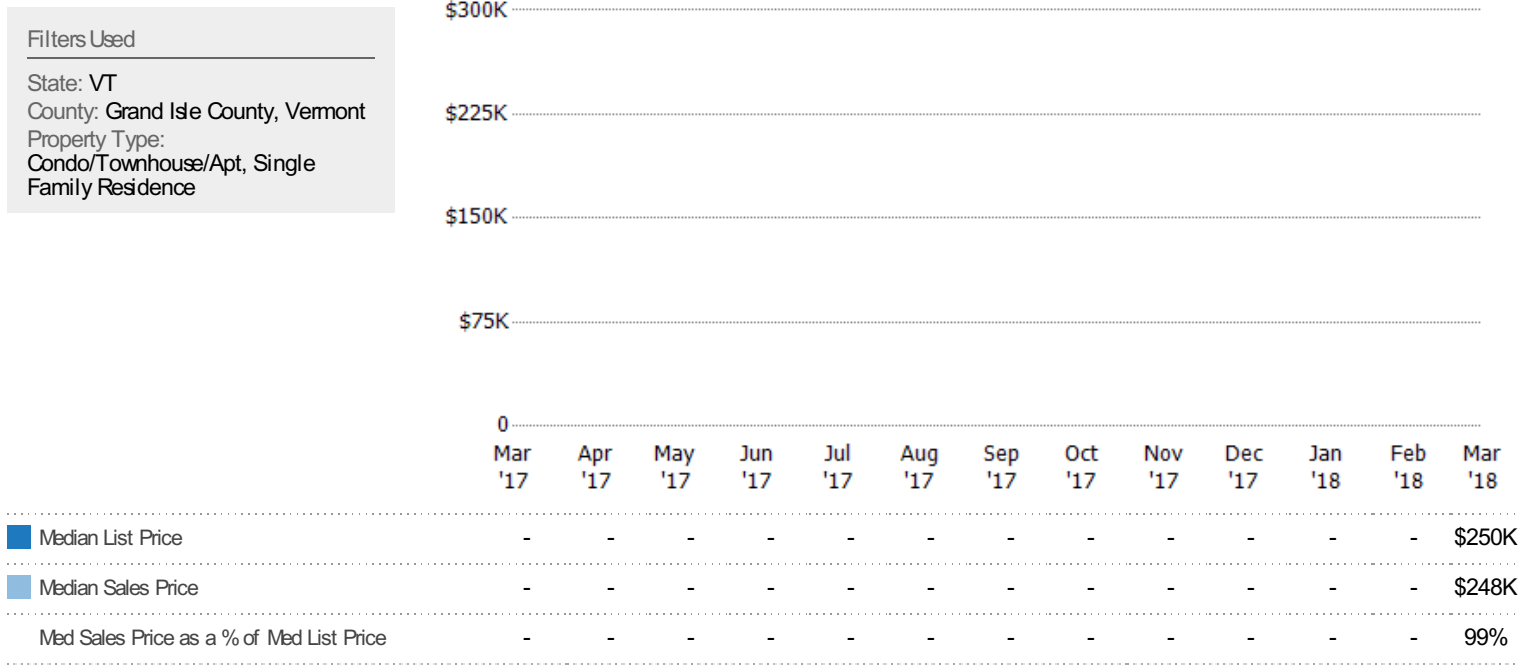 Filters Used
State: VT
County: Grand Isle County, Vermont
Property Type:
Condo/Townhouse/Apt, Single
Family Residence
$300K
$225K
$150K
$75K
0
Mar Apr May Jun Jul Aug Sep Oct Nov Dec Jan Feb Mar
'17 '17 '17 '17 '17 '17 '17 '17 '17 '17 '18 '18 '18
Median List Price - - - - - - - - - - - - $250K
Median Sales Price - - - - - - - - - - - - $248K
Med Sales Price as a % of Med List Price - - - - - - - - - - - - 99%